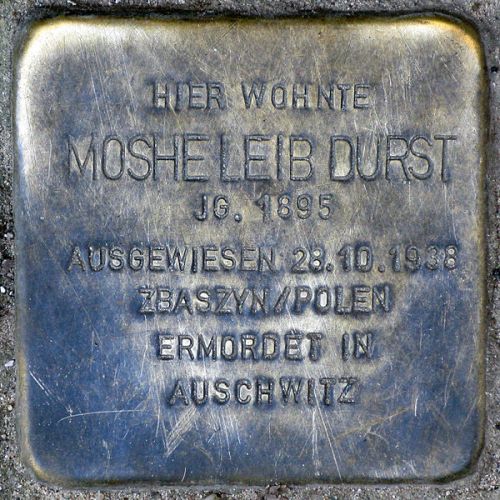 HIER WOHNTE
MOSHE LEIB DURST
JG. 1895
AUSGEWIESEN 28.10.1938
ZBASZYN/POLEN
ERMORDET IN
AUSCHWITZ